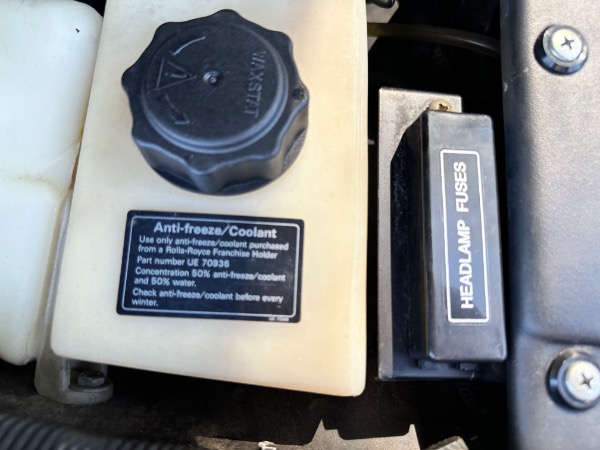 WAXSTAT
Anti-freeze/Coolant
Use only anti-freeze/coolant purchased
from a Rolls-Royce Franchise Holder
Part number UE 70936
Concentration 50% anti-freeze/coolant
and 50% water.
Check anti-freeze/coolant before every
winter.
HEADLAMP FUSES